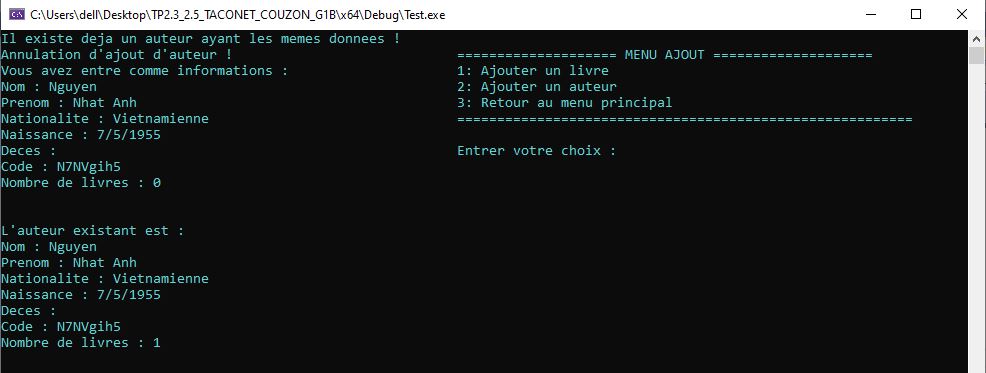 C:\Users\dell\Desktop\TP2.3_2.5_TACONET_COUZON_G1B\x64\Debug\Test.exe
Il existe deja un auteur ayant les memes donnees !
Annulation d'ajout d'auteur !
Vous avez entre comme informations :
Nom : Nguyen
Prenom : Nhat Anh
Nationalite : Vietnamienne
Naissance : 7/5/1955
Deces :
Code : N7NVgih5
Nombre de livres : 0
L'auteur existant est :
Nom : Nguyen
Prenom : Nhat Anh
Nationalite : Vietnamienne
Naissance : 7/5/1955
Deces :
Code : N7NVgih5
Nombre de livres : 1
==================== MENU AJOUT ====================
1: Ajouter un livre
2: Ajouter un auteur
3: Retour au menu principal
=========================================================
Entrer votre choix :